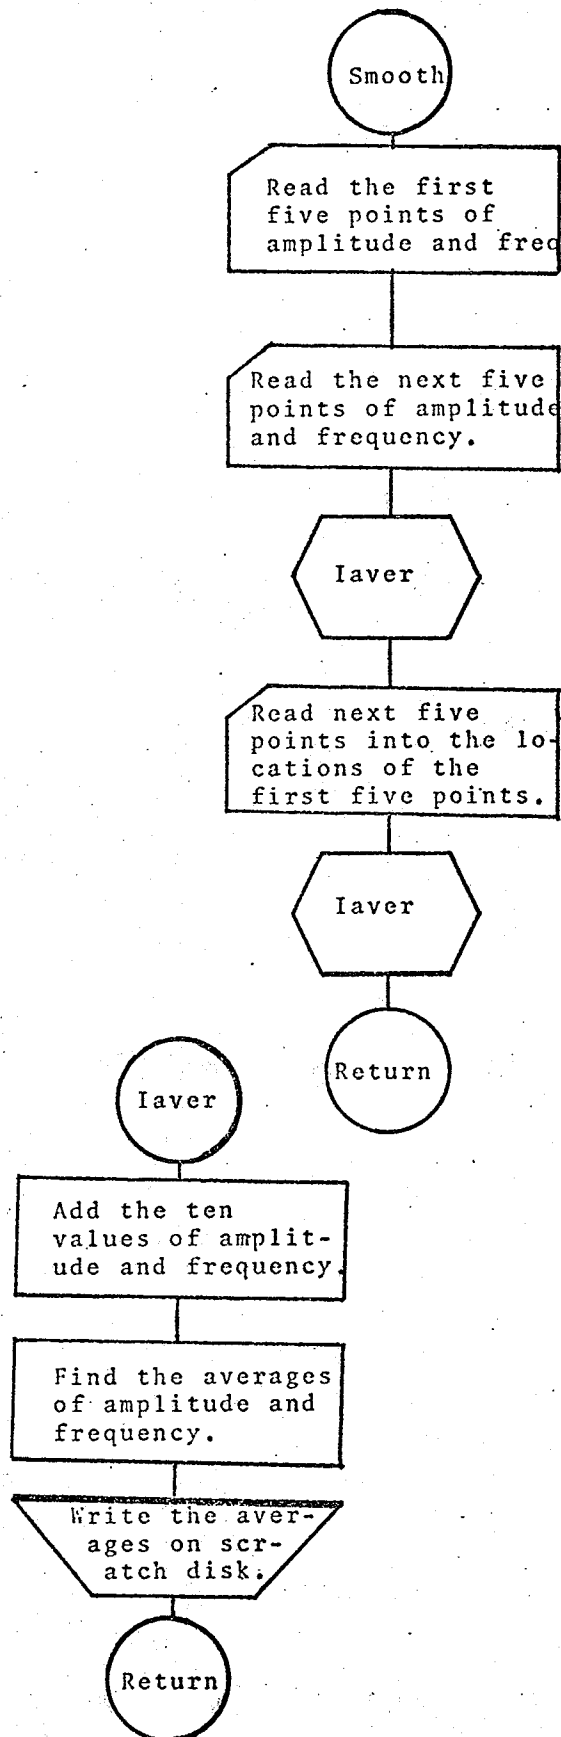 Smooth
Read the first
five points of
amplitude and freq
Read the next five
points of amplitude
and frequency.
Iaver
Read next five
points into the lo-
cations of the
first five points.
Iaver
Return
Iaver
Add the ten
values of amplit-
ude and frequency.
Find the averages
of amplitude and
frequency.
Write the aver-
ages on scr-
atch disk.
Return